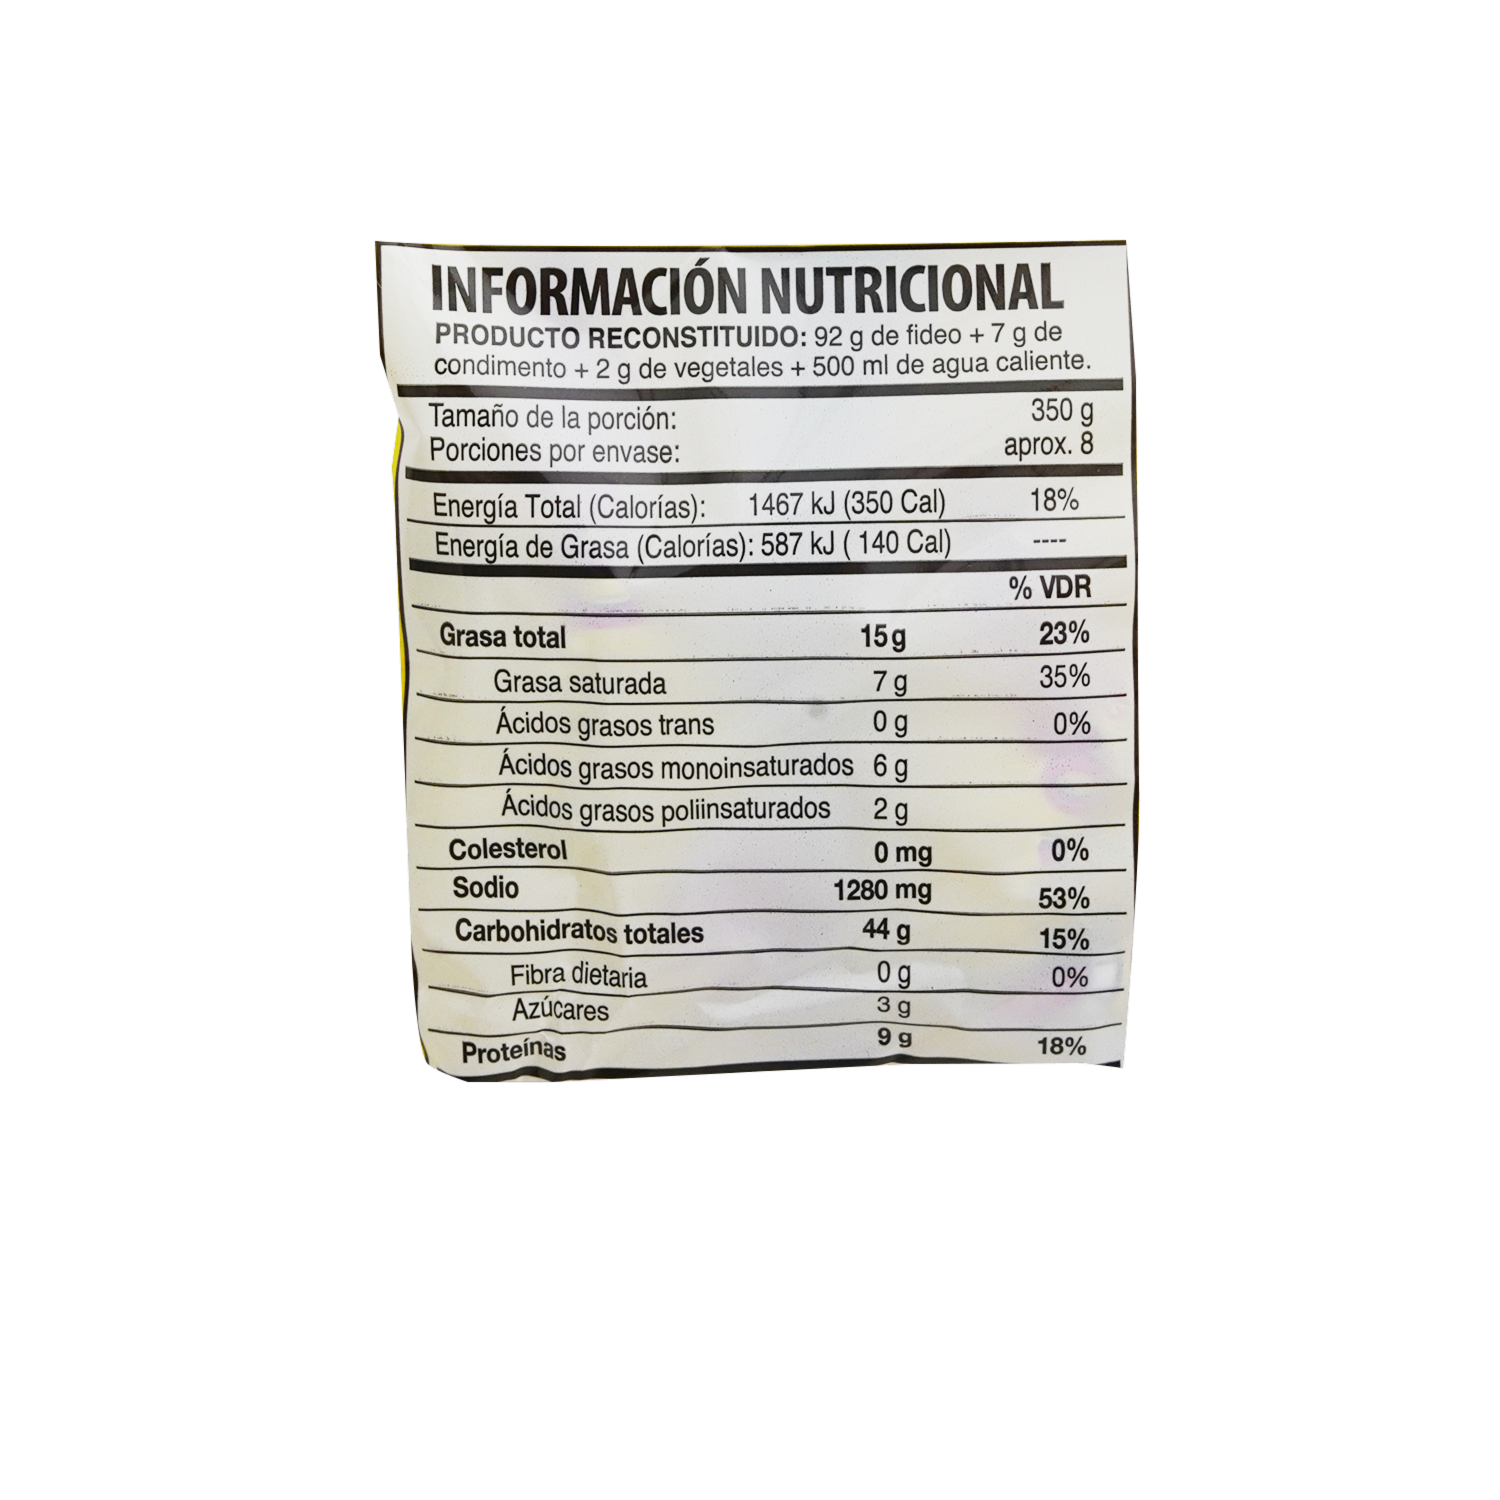 INFORMACIÓN NUTRICIONAL
PRODUCTO RECONSTITUIDO: 92 g de fideo + 7 g de
condimento + 2 g de vegetales + 500 ml de agua caliente.
Tamaño de la porción: 350 g
Porciones por envase: aprox. 8
Energía Total (Calorías): 1467 kJ (350 Cal) 18%
Energía de Grasa (Calorías): 587 kJ ( 140 Cal) ----
% VDR
Grasa total 15 g 23%
Grasa saturada 7 g 35%
Ácidos grasos trans 0 g 0%
Ácidos grasos monoinsaturados 6 g
Ácidos grasos poliinsaturados 2 g
Colesterol 0 mg 0%
Sodio 1280 mg 53%
Carbohidratos totales 44 g 15%
Fibra dietaria 0 g 0%
Azúcares 3 g
Proteínas 9 g 18%